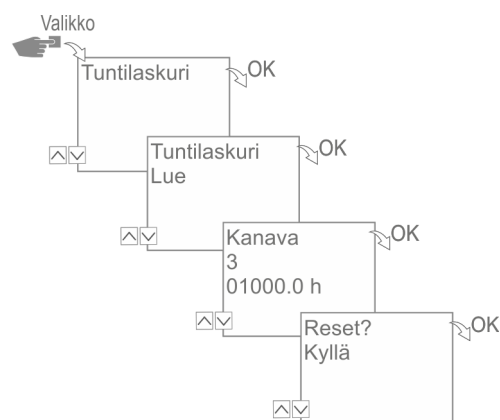 Valikko
Tuntilaskuri
OK
Tuntilaskuri
Lue
OK
Kanava
3
01000.0 h
OK
Reset?
Kyllä
OK